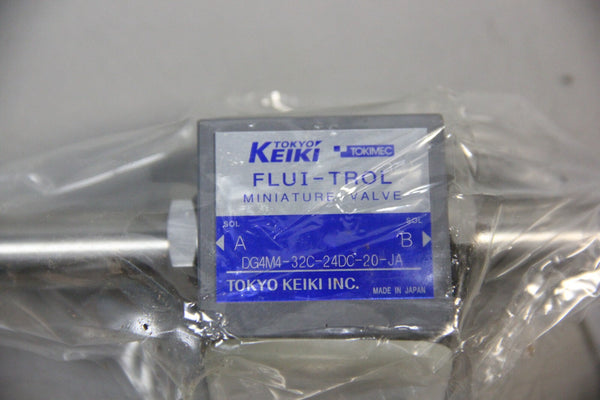 TOKYO
KEIKI TOKIMEC
FLUI-TROL
MINIATURE VALVE
SOL SOL
A B
DG4M4-32C-24DC-20-JA
TOKYO KEIKI INC. MADE IN JAPAN